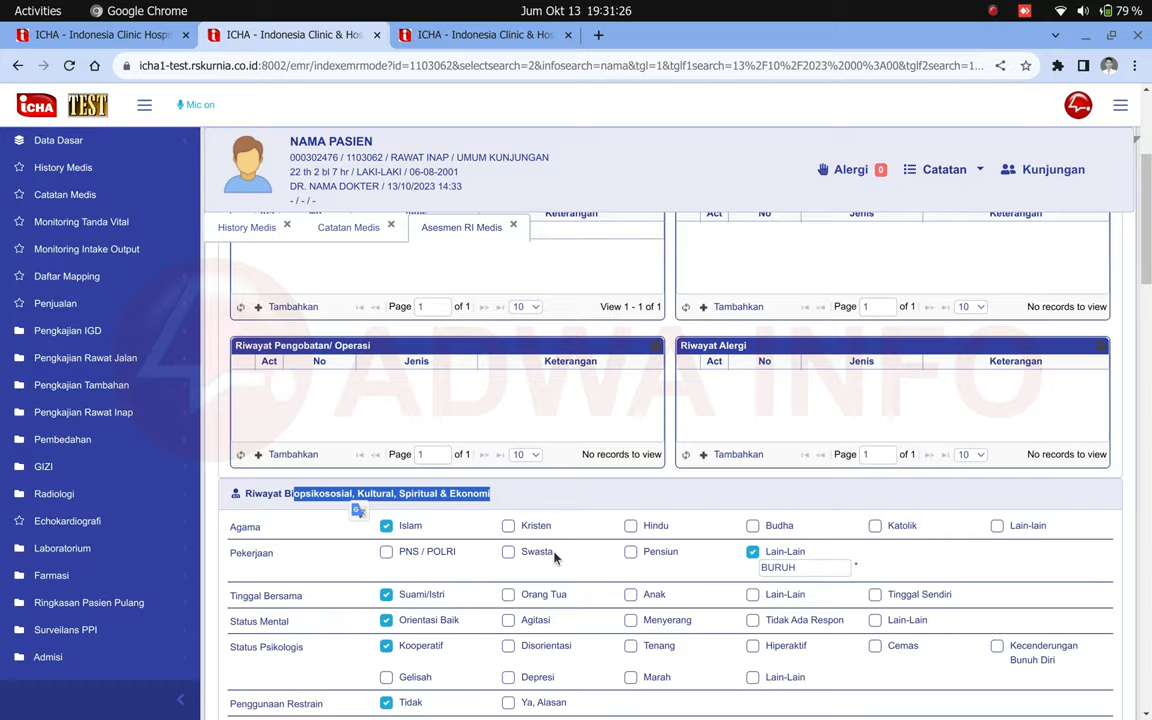 Activities Google Chrome Jum Okt 13 19:31:26 79 %
ICHA - Indonesia Clinic Hospi ICHA - Indonesia Clinic & Hos ICHA - Indonesia Clinic & Hos
icha1-test.rskurnia.co.id:8002/emr/indexemrmode?id=1103062&selectsearch=2&infosearch=nama&tgl=1&tglf1search=13%2F10%2F2023%2000%3A00&tglf2search=1...
iCHA TEST Mic on
NAMA PASIEN
000302476 / 1103062 / RAWAT INAP / UMUM KUNJUNGAN
22 th 2 bl 7 hr / LAKI-LAKI / 06-08-2001
DR. NAMA DOKTER / 13/10/2023 14:33
- / - / -
Alergi 0 Catatan Kunjungan
Data Dasar
History Medis
Catatan Medis
Monitoring Tanda Vital
Monitoring Intake Output
Daftar Mapping
Penjualan
Pengkajian IGD
Pengkajian Rawat Jalan
Pengkajian Tambahan
Pengkajian Rawat Inap
Pembedahan
GIZI
Radiologi
Echokardiografi
Laboratorium
Farmasi
Ringkasan Pasien Pulang
Surveilans PPI
Admisi
History Medis Catatan Medis Asesmen RI Medis
Keterangan Act No Jenis Keterangan
Tambahkan Page 1 of 1 10 View 1 - 1 of 1
Tambahkan Page 1 of 1 10 No records to view
ADWA INFO
Riwayat Pengobatan/ Operasi
Act No Jenis Keterangan
Tambahkan Page 1 of 1 10 No records to view
Riwayat Alergi
Act No Jenis Keterangan
Tambahkan Page 1 of 1 10 No records to view
Riwayat Biopsikososial, Kultural, Spiritual & Ekonomi
Agama Islam Kristen Hindu Budha Katolik Lain-lain
Pekerjaan PNS / POLRI Swasta Pensiun Lain-Lain
BURUH *
Tinggal Bersama Suami/Istri Orang Tua Anak Lain-Lain Tinggal Sendiri
Status Mental Orientasi Baik Agitasi Menyerang Tidak Ada Respon Lain-Lain
Status Psikologis Kooperatif Disorientasi Tenang Hiperaktif Cemas Kecenderungan
Bunuh Diri
Gelisah Depresi Marah Lain-Lain
Penggunaan Restrain Tidak Ya, Alasan